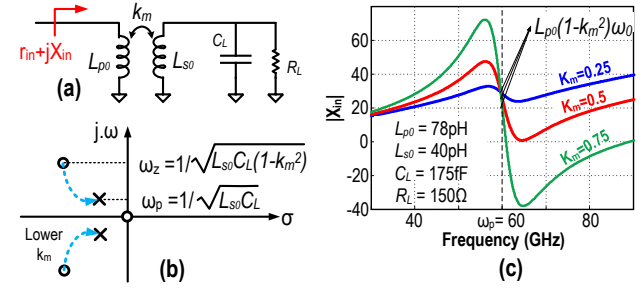 r_in+jX_in
k_m
L_p0
L_s0
C_L
R_L
(a)
j.ω
ω_z=1/√L_s0C_L(1-k_m²)
ω_p=1/√L_s0C_L
σ
Lower
k_m
(b)
80
60
40
20
0
-20
-40
|X_in|
L_p0(1-k_m²)ω_0
K_m=0.25
K_m=0.5
K_m=0.75
L_p0 = 78pH
L_s0 = 40pH
C_L = 175fF
R_L = 150Ω
40 ω_p= 60 80
Frequency (GHz)
(c)